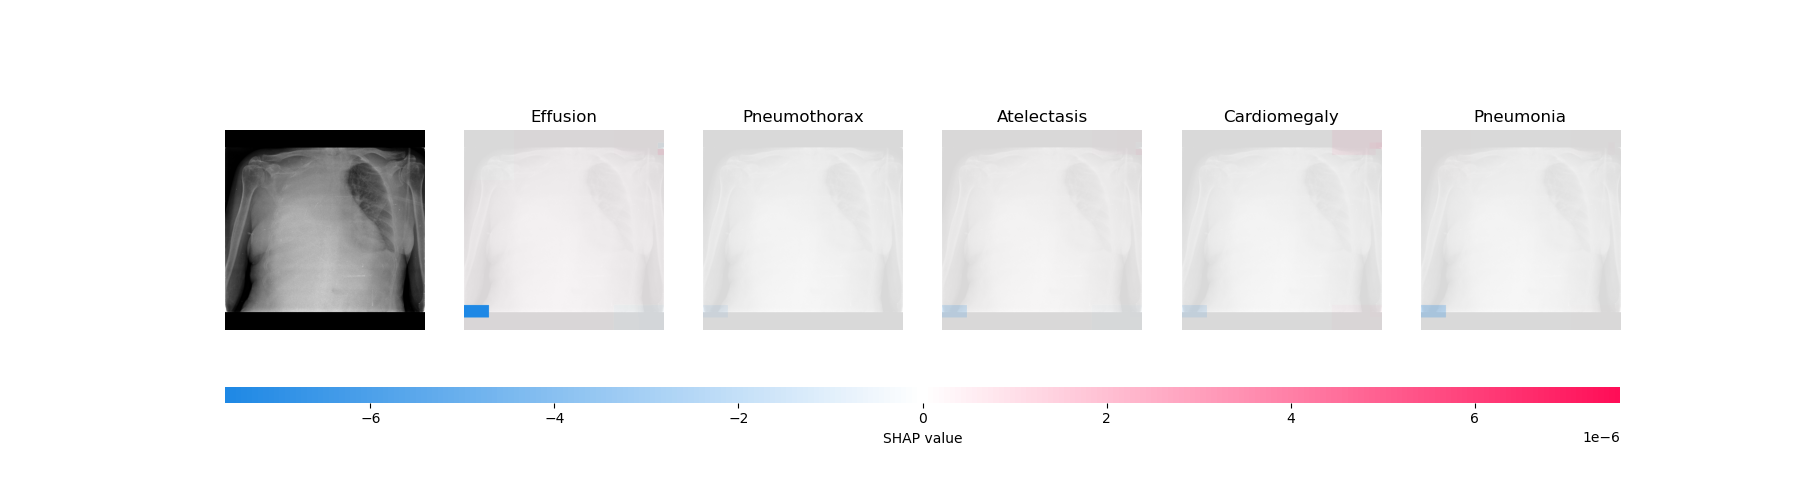 Effusion Pneumothorax Atelectasis Cardiomegaly Pneumonia
−6 −4 −2 0 2 4 6
SHAP value 1e−6